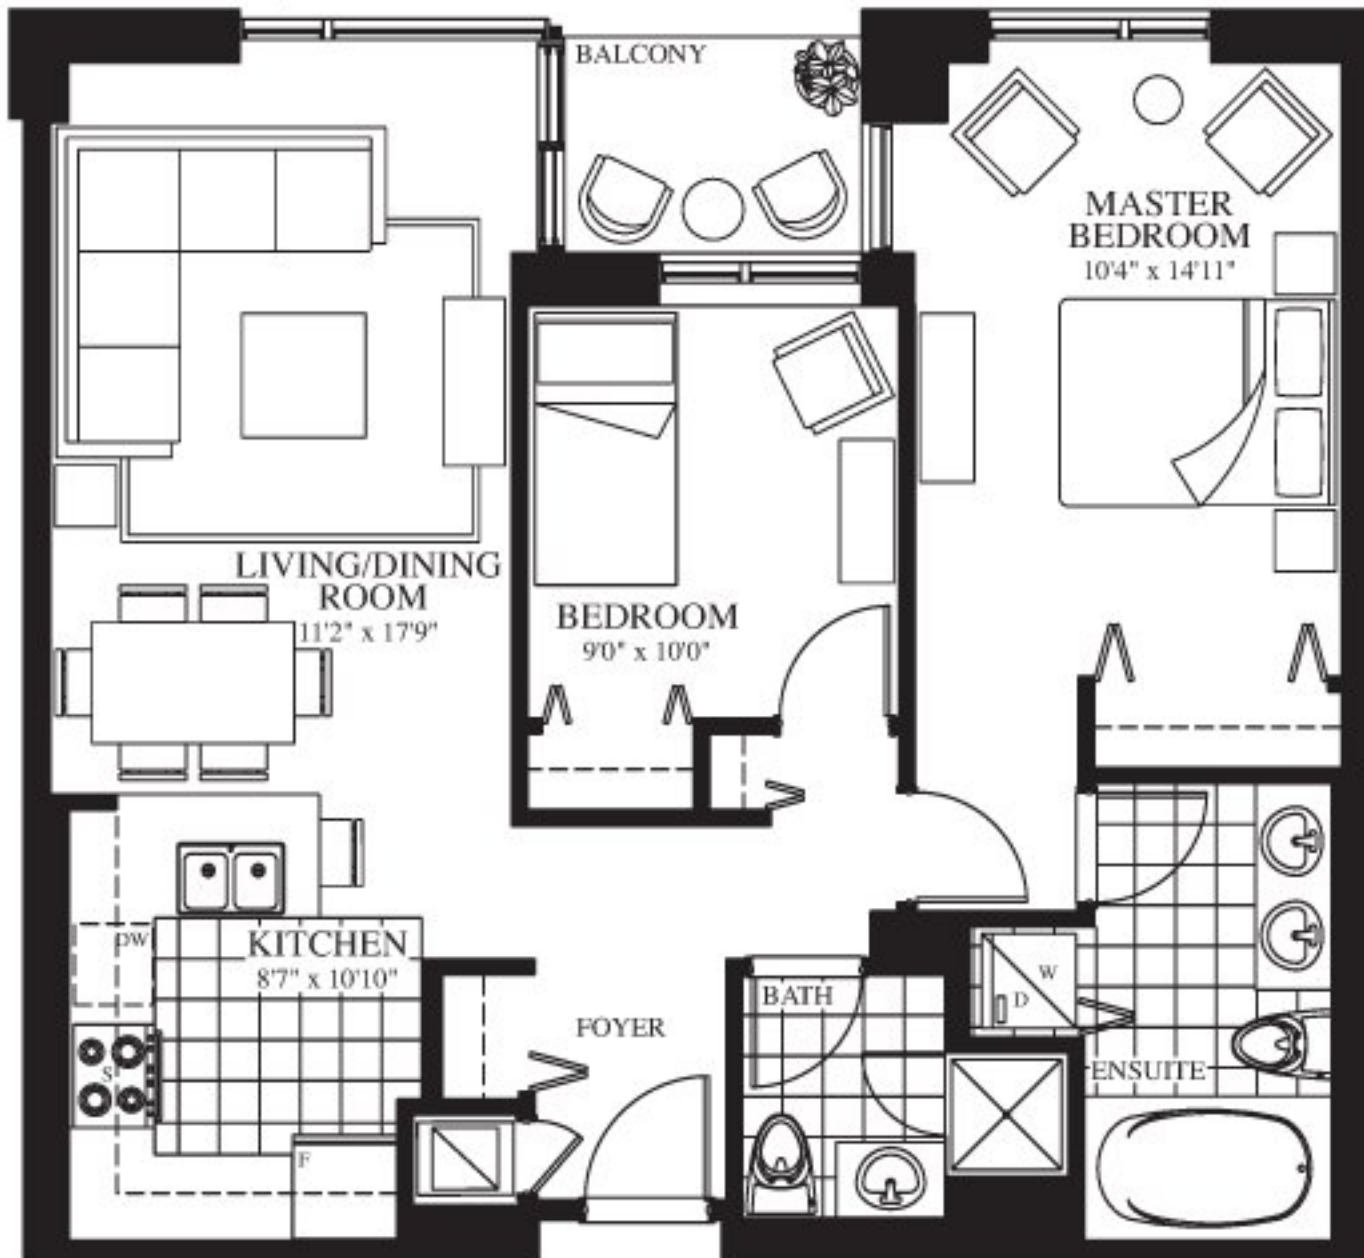 BALCONY
MASTER
BEDROOM
10'4" x 14'11"
LIVING/DINING
ROOM
11'2" x 17'9"
BEDROOM
9'0" x 10'0"
KITCHEN
8'7" x 10'10"
DW
S
F
FOYER
BATH
W
D
ENSUITE